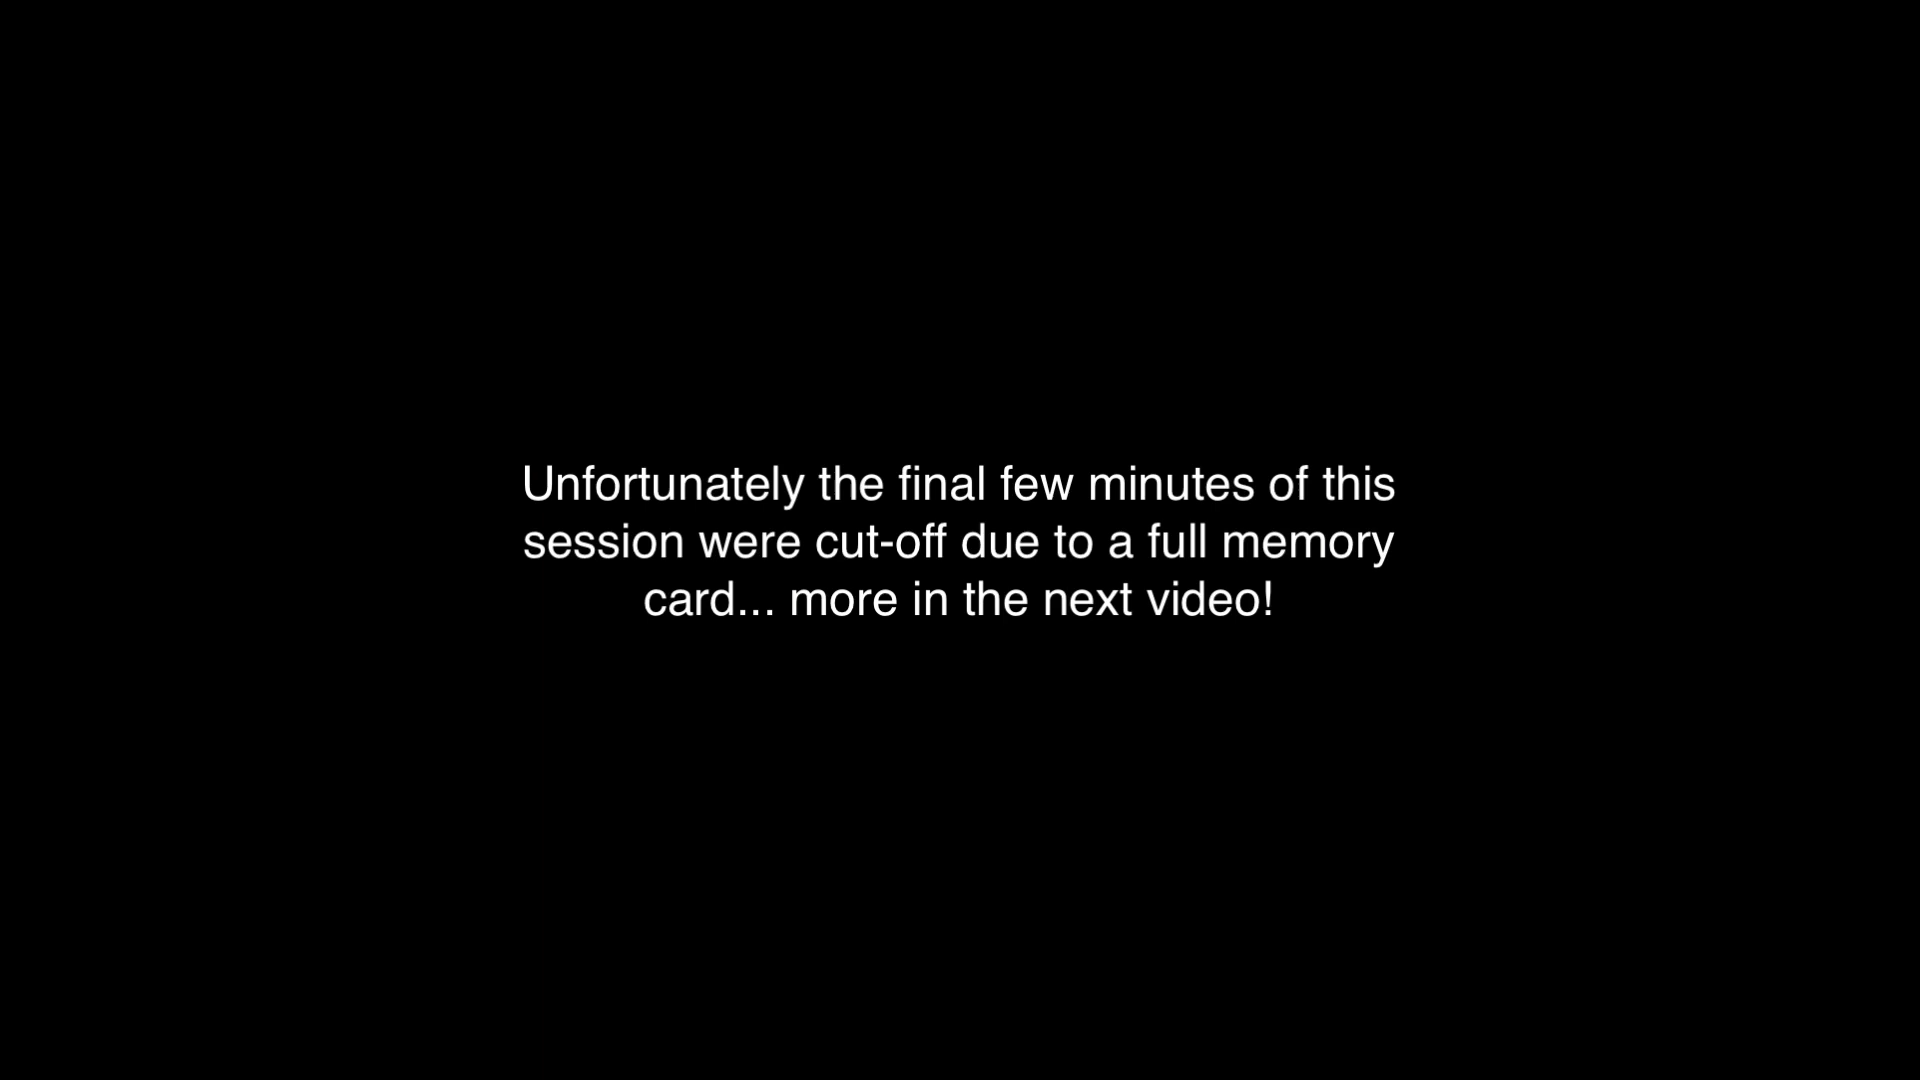 Unfortunately the final few minutes of this
session were cut-off due to a full memory
card... more in the next video!